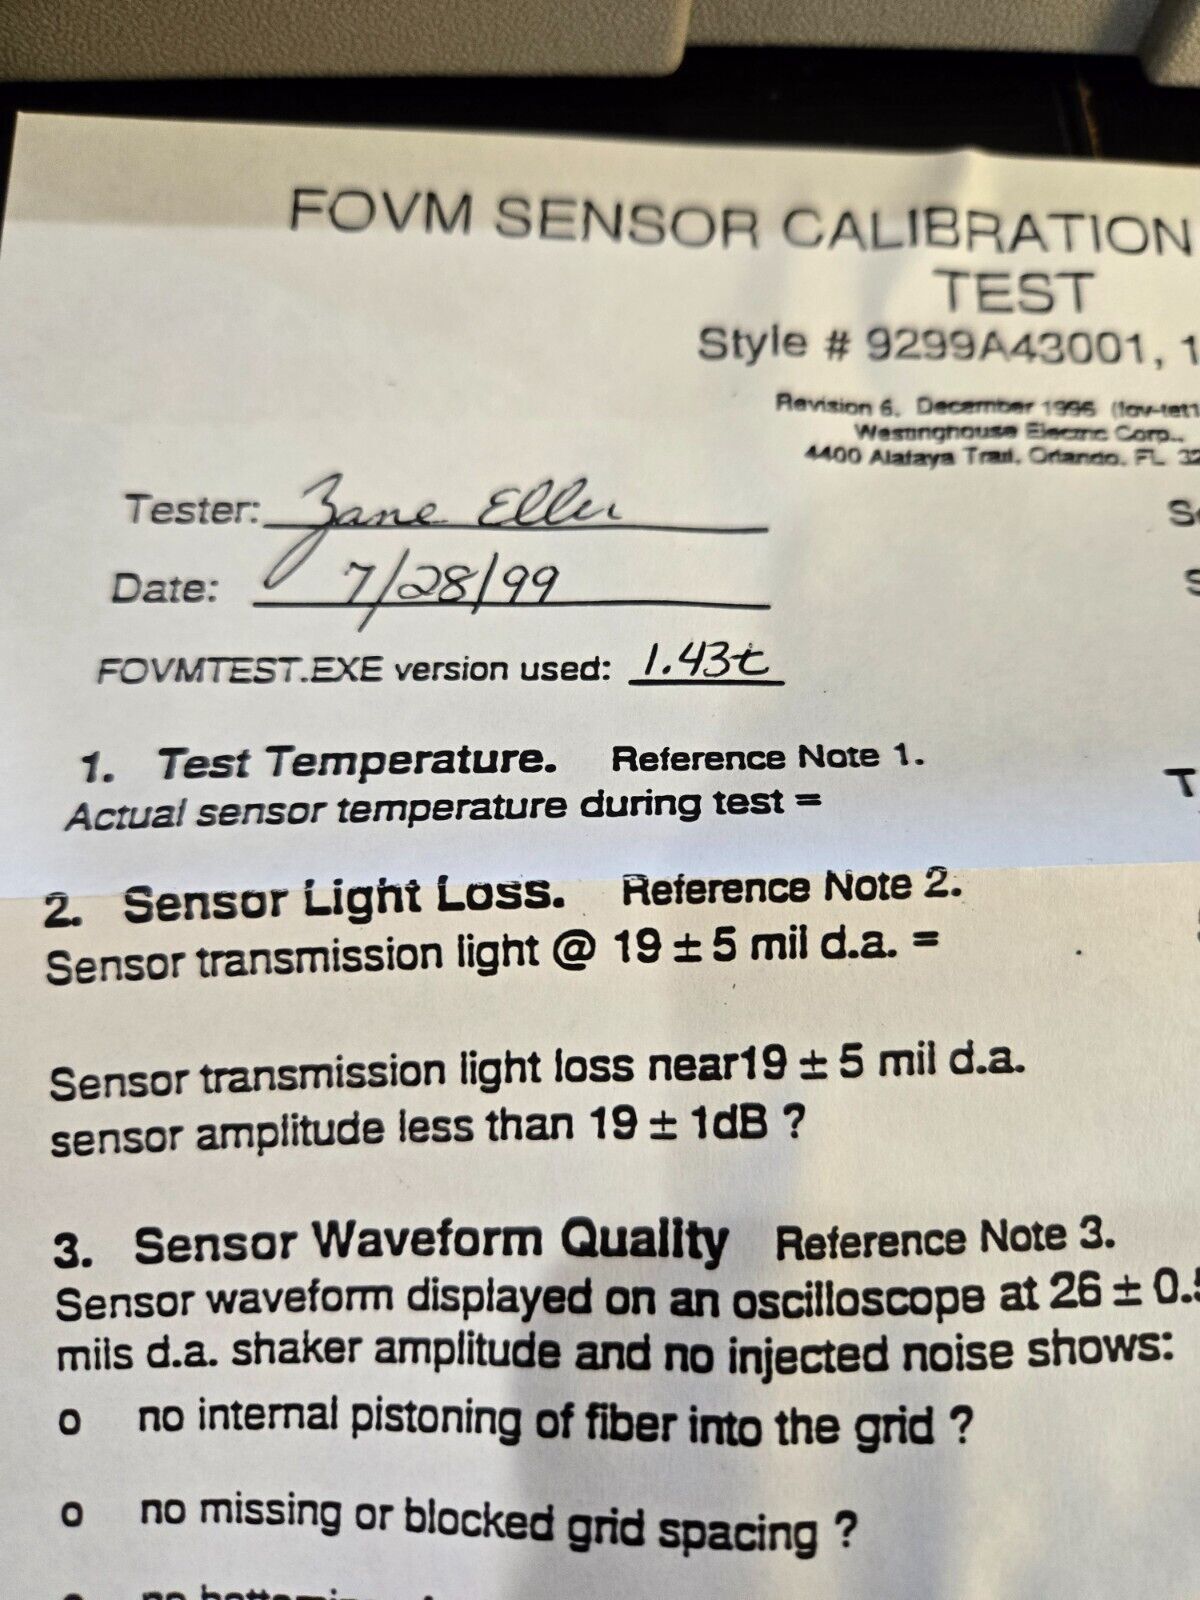 FOVM SENSOR CALIBRATION
TEST
Style # 9299A43001, 1
Revision 6, December 1996 (fov-tet1
Westinghouse Electric Corp.,
4400 Alafaya Trail, Orlando, FL 32
Tester: Zane Eller
Date: 7/28/99
FOVMTEST.EXE version used: 1.43t
1. Test Temperature. Reference Note 1.
Actual sensor temperature during test = T
2. Sensor Light Loss. Reference Note 2.
Sensor transmission light @ 19 ± 5 mil d.a. =
Sensor transmission light loss near19 ± 5 mil d.a.
sensor amplitude less than 19 ± 1dB ?
3. Sensor Waveform Quality Reference Note 3.
Sensor waveform displayed on an oscilloscope at 26 ± 0.5
mils d.a. shaker amplitude and no injected noise shows:
o no internal pistoning of fiber into the grid ?
o no missing or blocked grid spacing ?